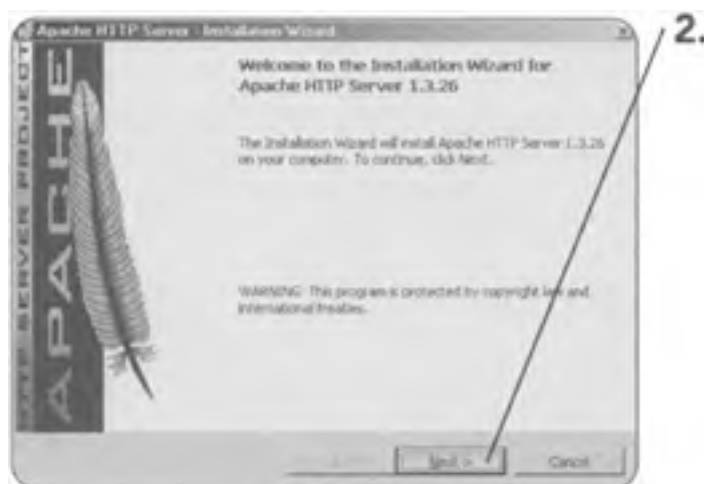 Apache HTTP Server - Installation Wizard
2.
HTTP SERVER PROJECT
APACHE
Welcome to the Installation Wizard for
Apache HTTP Server 1.3.26
The Installation Wizard will install Apache HTTP Server 1.3.26
on your computer. To continue, click Next.
WARNING: This program is protected by copyright law and
international treaties.
Next >
Cancel